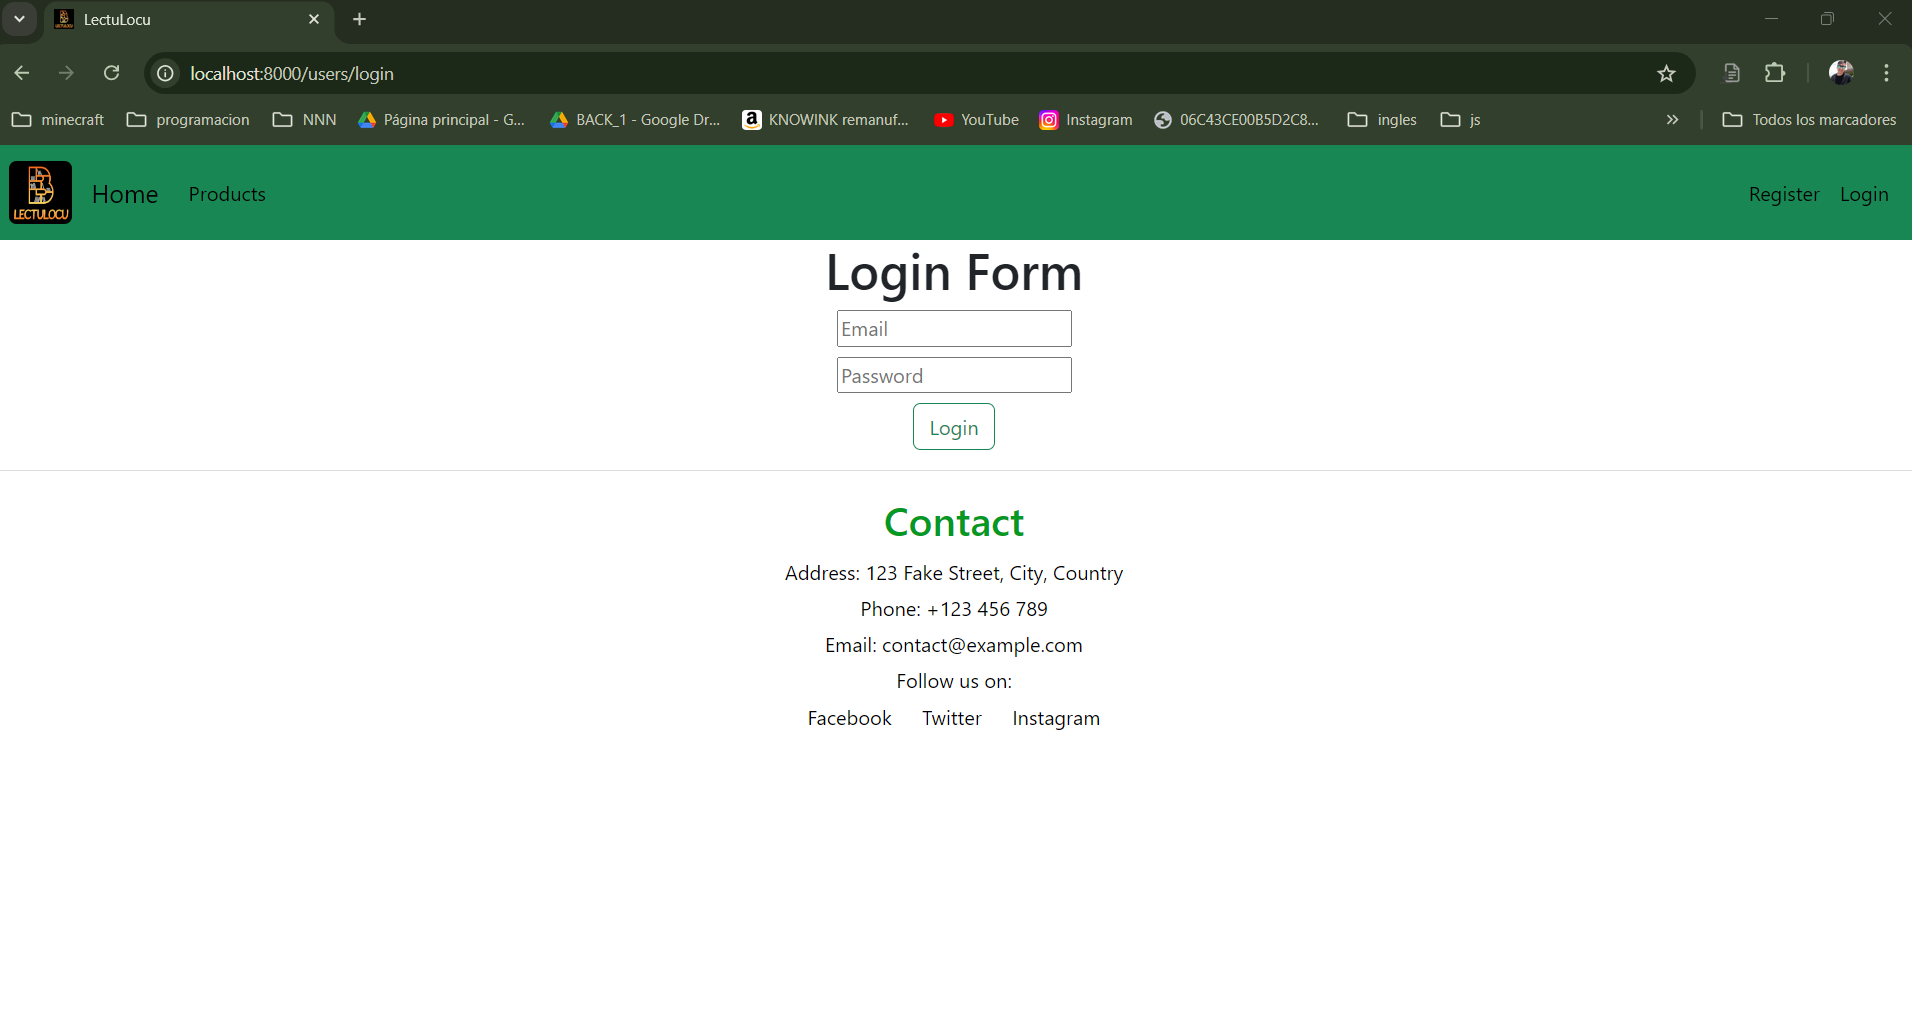 LectuLocu
localhost:8000/users/login
minecraft
programacion
NNN
Página principal - G...
BACK_1 - Google Dr...
KNOWINK remanuf...
YouTube
Instagram
06C43CE00B5D2C8...
ingles
js
Todos los marcadores
LECTULOCU
Home
Products
Register
Login
Login Form
Email
Password
Login
Contact
Address: 123 Fake Street, City, Country
Phone: +123 456 789
Email: contact@example.com
Follow us on:
Facebook Twitter Instagram